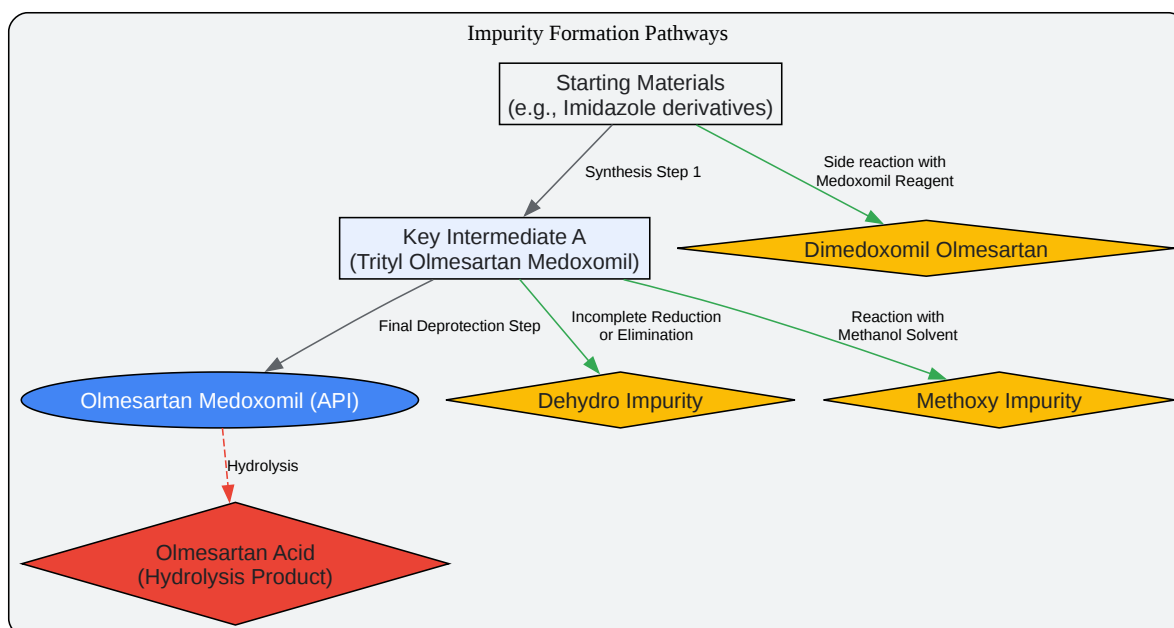 Impurity Formation Pathways
Starting Materials
(e.g., Imidazole derivatives)
Synthesis Step 1
Side reaction with
Medoxomil Reagent
Key Intermediate A
(Trityl Olmesartan Medoxomil)
Dimedoxomil Olmesartan
Final Deprotection Step
Incomplete Reduction
or Elimination
Reaction with
Methanol Solvent
Olmesartan Medoxomil (API)
Dehydro Impurity
Methoxy Impurity
Hydrolysis
Olmesartan Acid
(Hydrolysis Product)